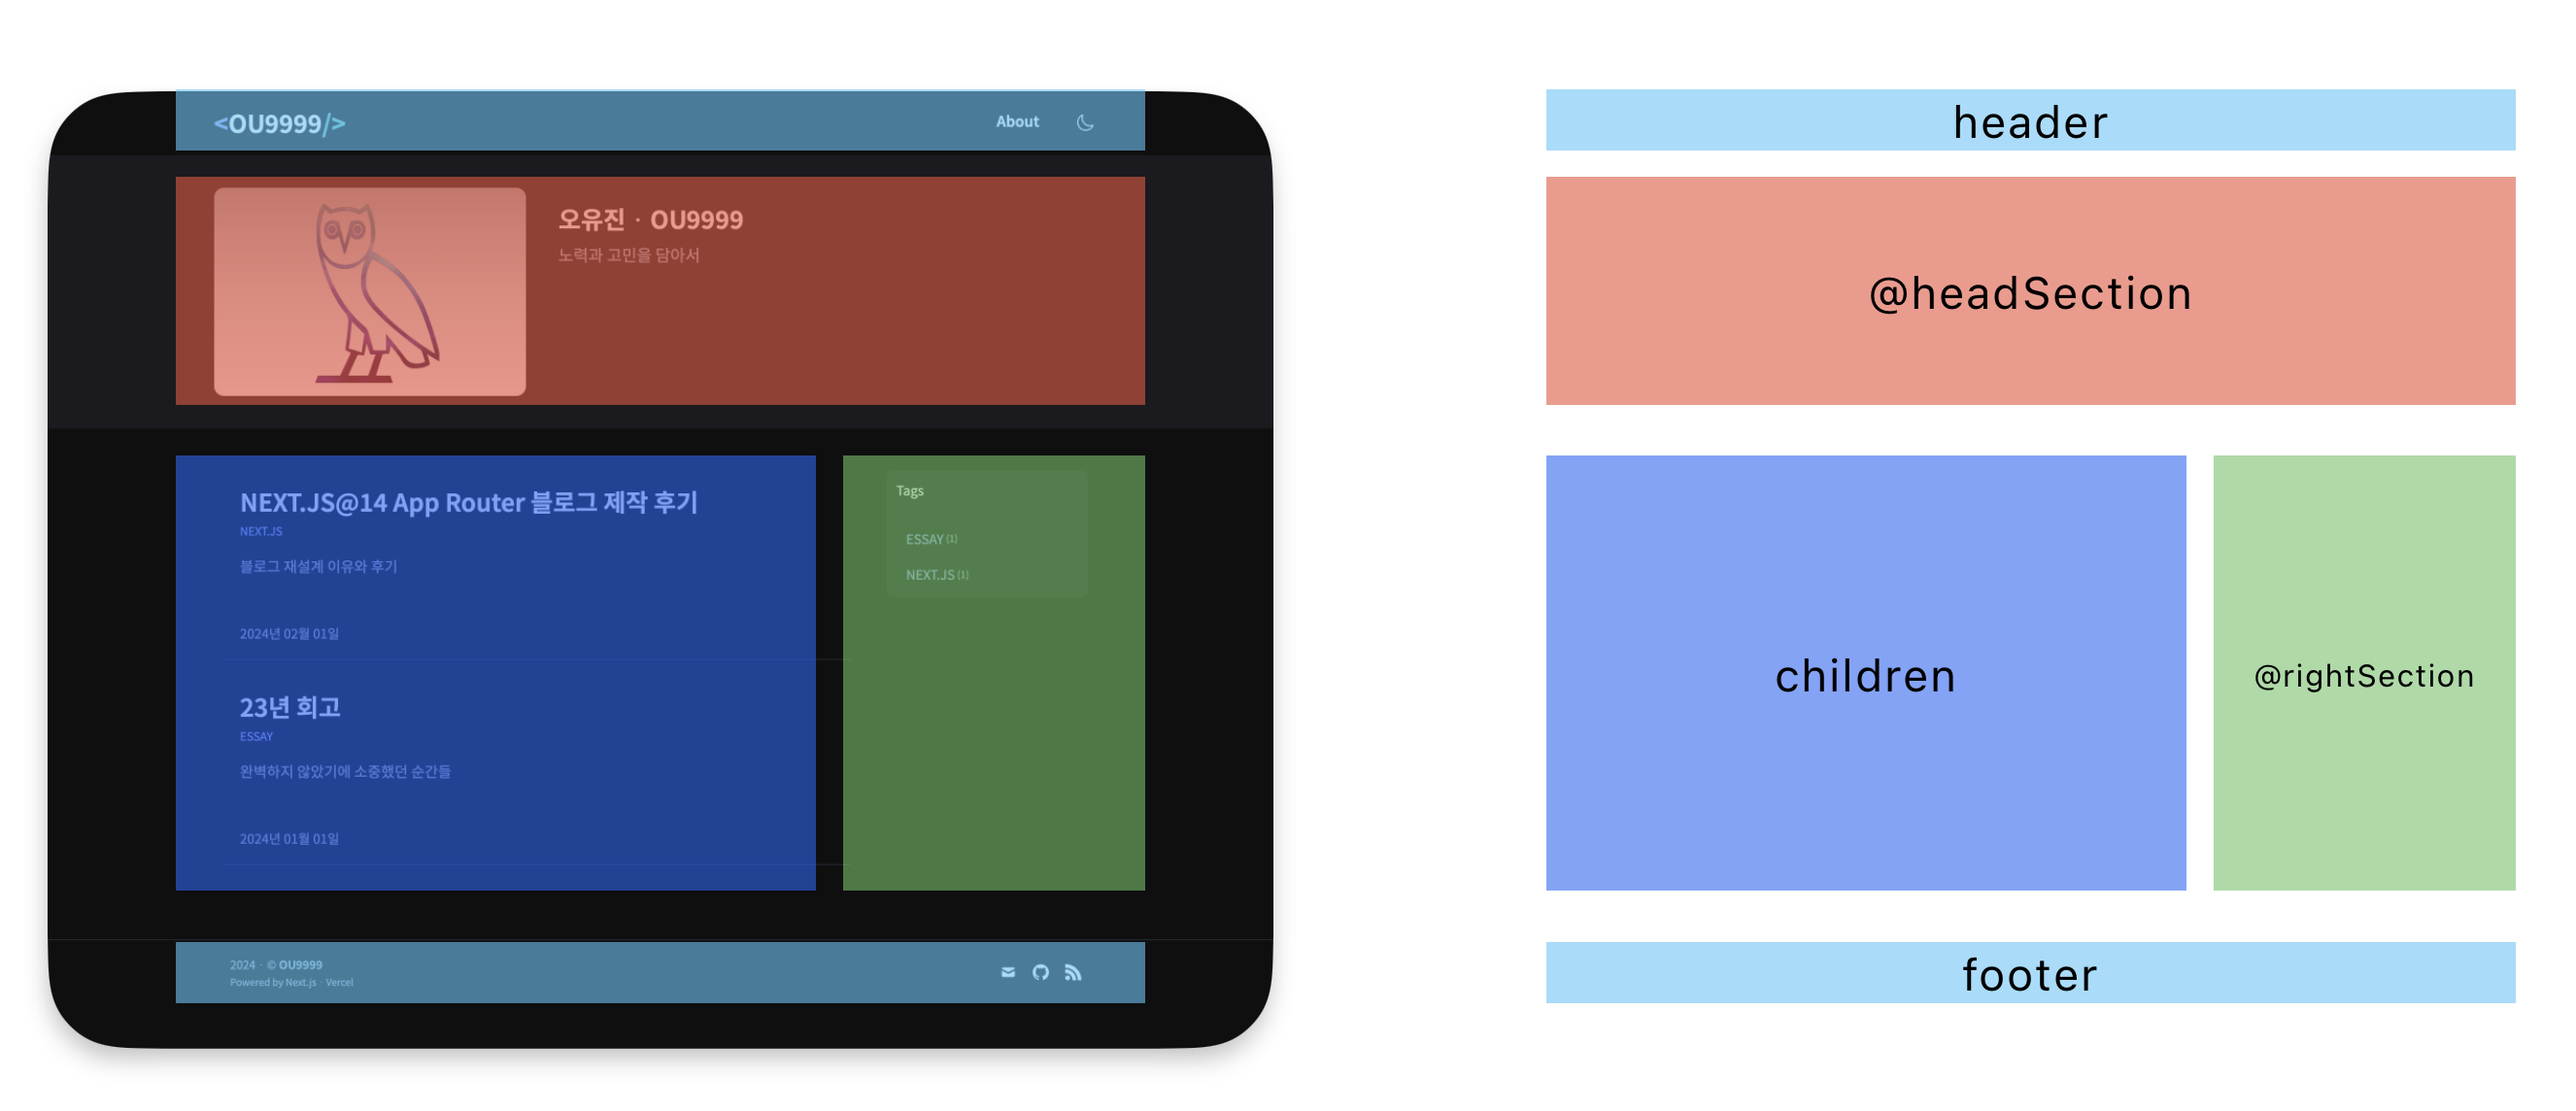 <OU9999/>
About
오유진 · OU9999
노력과 고민을 담아서
NEXT.JS@14 App Router 블로그 제작 후기
NEXT.JS
블로그 재설계 이유와 후기
2024년 02월 01일
23년 회고
ESSAY
완벽하지 않았기에 소중했던 순간들
2024년 01월 01일
Tags
ESSAY (1)
NEXT.JS (1)
2024 · © OU9999
Powered by Next.js · Vercel
header
@headSection
children
@rightSection
footer